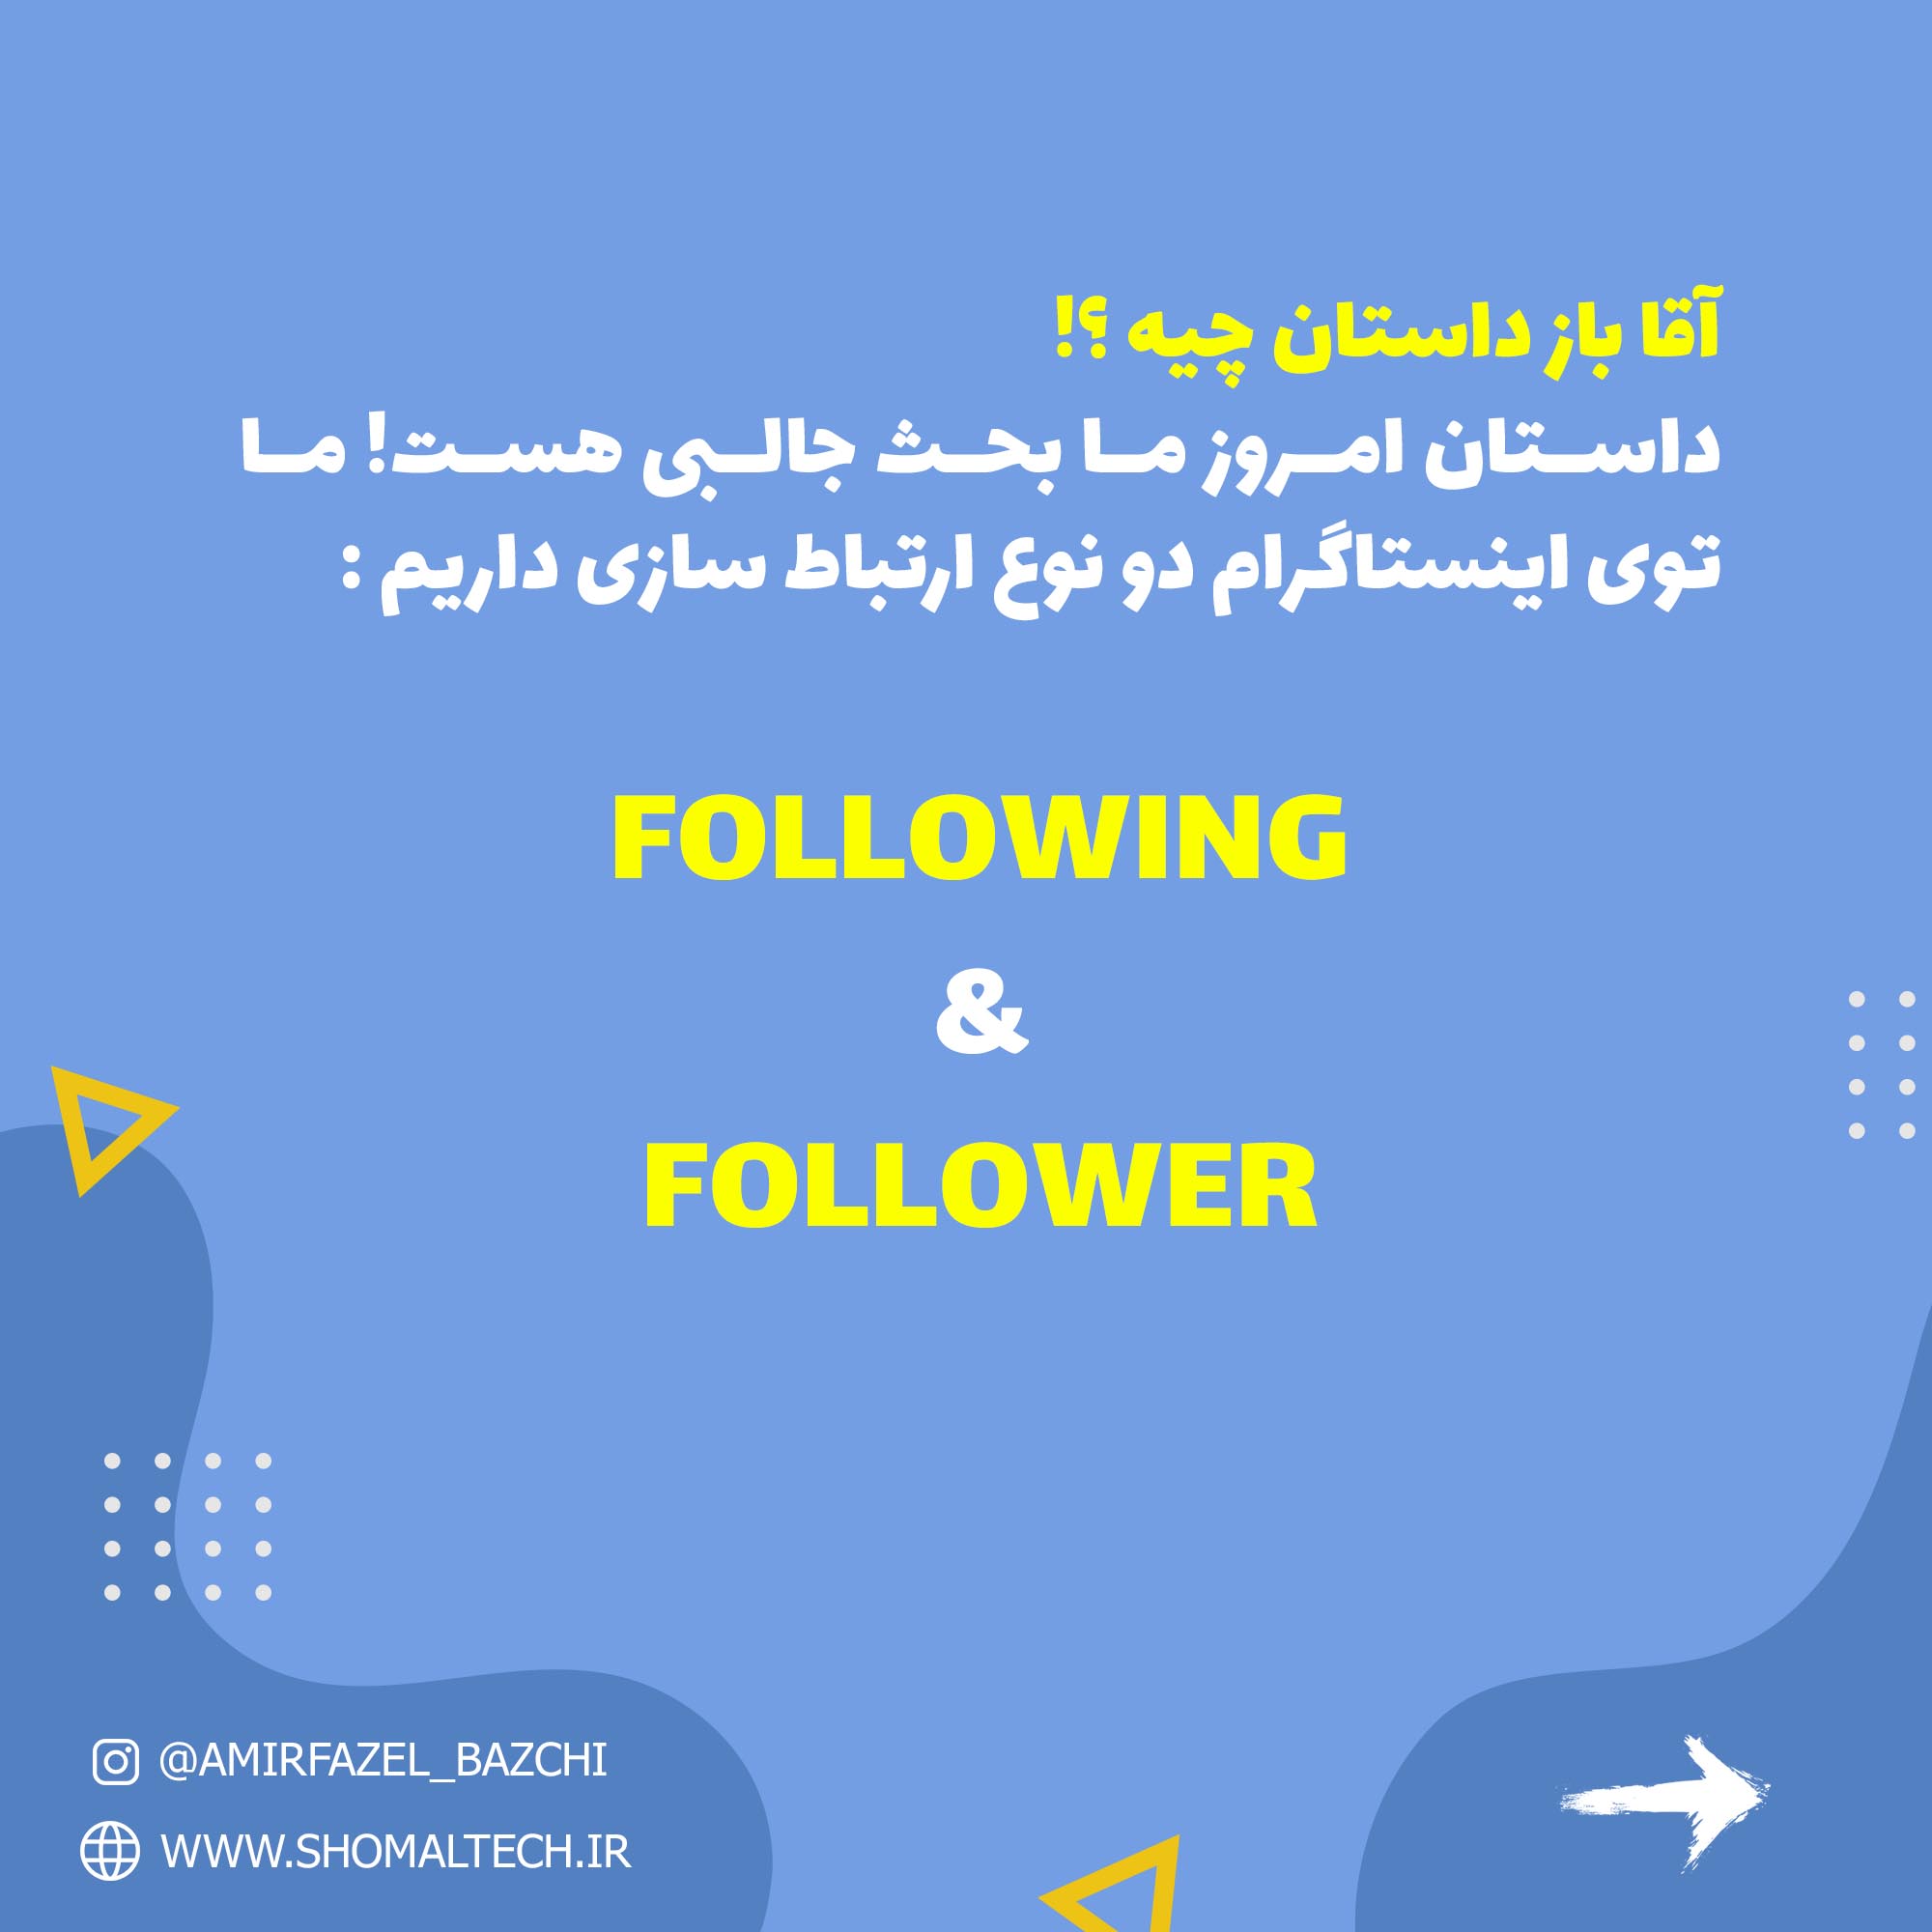 آقا باز داستان چیه ؟!
داستان امروز ما بحث جالبی هست! ما
توی اینستاگرام دو نوع ارتباط سازی داریم :
FOLLOWING
&
FOLLOWER
@AMIRFAZEL_BAZCHI
WWW.SHOMALTECH.IR